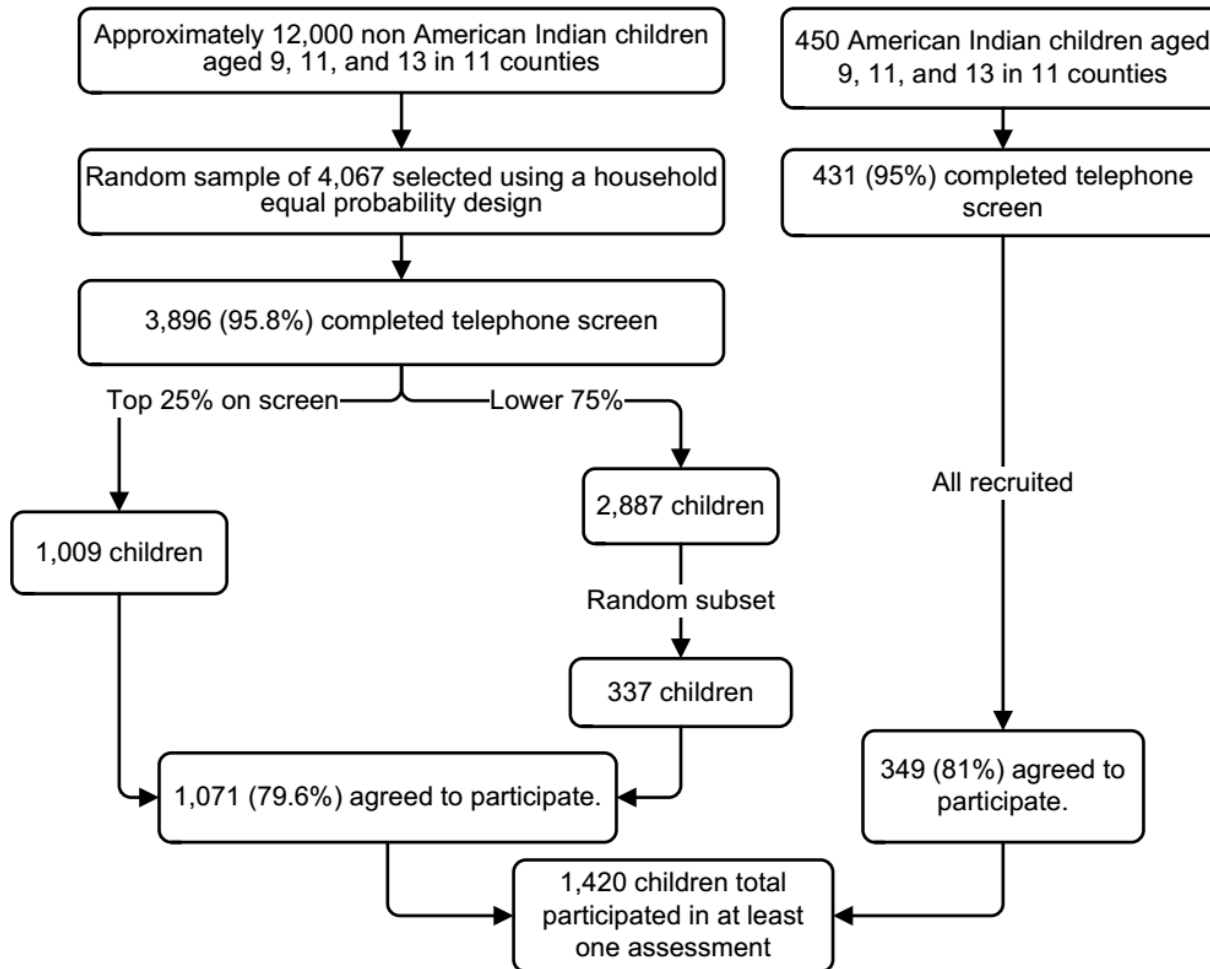 Approximately 12,000 non American Indian children
aged 9, 11, and 13 in 11 counties
450 American Indian children aged
9, 11, and 13 in 11 counties
Random sample of 4,067 selected using a household
equal probability design
431 (95%) completed telephone
screen
3,896 (95.8%) completed telephone screen
Top 25% on screen
Lower 75%
All recruited
2,887 children
1,009 children
Random subset
337 children
349 (81%) agreed to
participate.
1,071 (79.6%) agreed to participate.
1,420 children total
participated in at least
one assessment